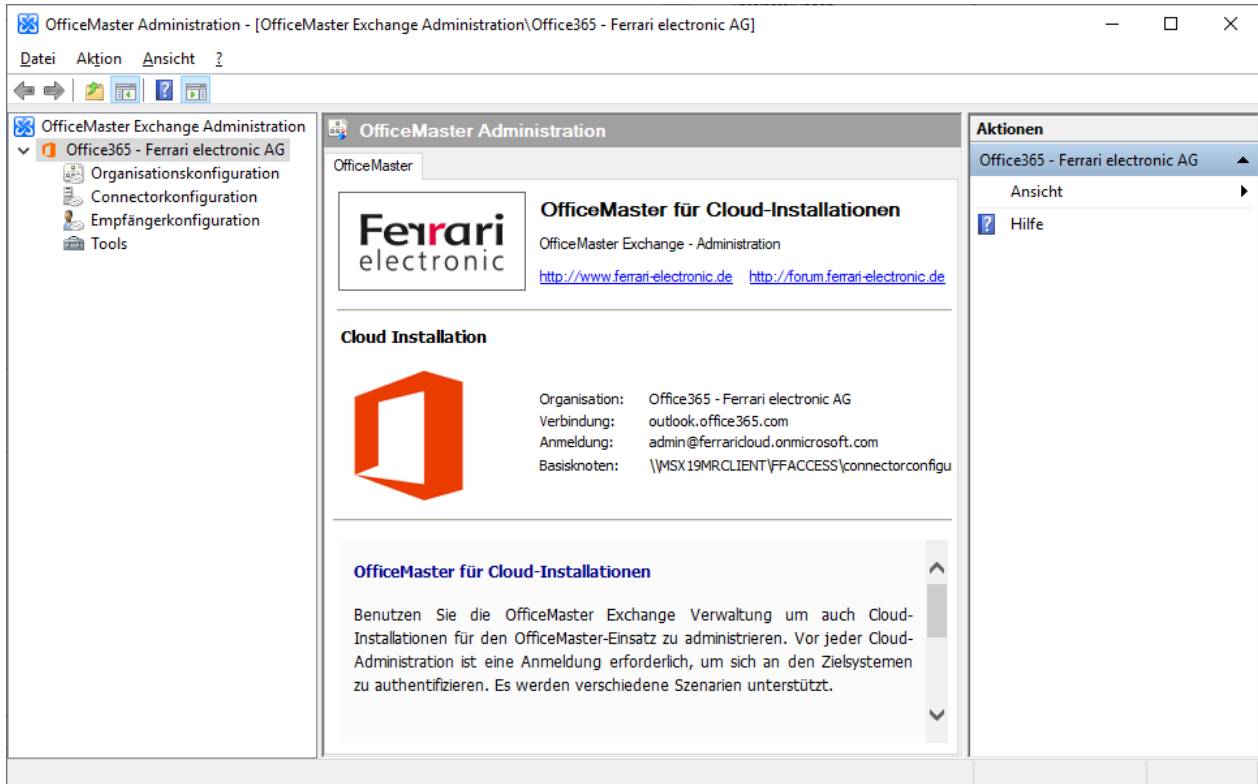 OfficeMaster Administration - [OfficeMaster Exchange Administration\Office365 - Ferrari electronic AG]
Datei Aktion Ansicht ?
OfficeMaster Exchange Administration
Office365 - Ferrari electronic AG
Organisationskonfiguration
Connectorkonfiguration
Empfängerkonfiguration
Tools
OfficeMaster Administration
OfficeMaster
Ferrari
electronic
OfficeMaster für Cloud-Installationen
OfficeMaster Exchange - Administration
http://www.ferrari-electronic.de http://forum.ferrari-electronic.de
Cloud Installation
Organisation: Office365 - Ferrari electronic AG
Verbindung: outlook.office365.com
Anmeldung: admin@ferraricloud.onmicrosoft.com
Basisknoten: \\MSX19MRCLIENT\FFACCESS\connectorconfigu
OfficeMaster für Cloud-Installationen
Benutzen Sie die OfficeMaster Exchange Verwaltung um auch Cloud-
Installationen für den OfficeMaster-Einsatz zu administrieren. Vor jeder Cloud-
Administration ist eine Anmeldung erforderlich, um sich an den Zielsystemen
zu authentifizieren. Es werden verschiedene Szenarien unterstützt.
Aktionen
Office365 - Ferrari electronic AG
Ansicht
Hilfe